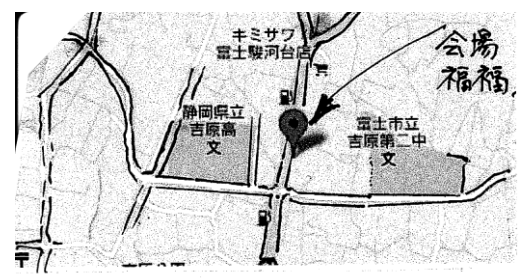 キミサワ
富士駿河台店
会場
福福
静岡県立
吉原高
文
富士市立
吉原第二中
文